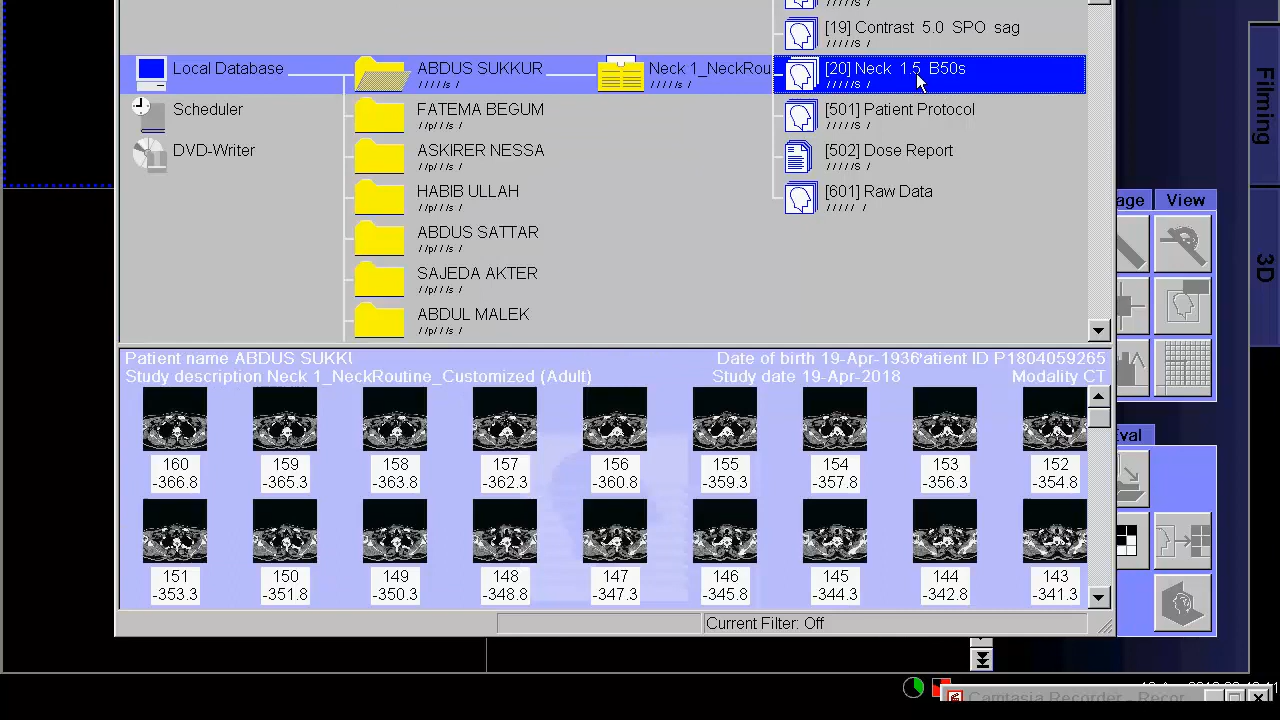 [19] Contrast 5.0 SPO sag
/////S /
Local Database
ABDUS SUKKUR
/////s /
Neck 1_NeckRou
/////s /
[20] Neck 1.5 B50s
/////S /
Scheduler
FATEMA BEGUM
//p///s /
[501] Patient Protocol
/////S /
DVD-Writer
ASKIRER NESSA
//p///s /
[502] Dose Report
/////S /
HABIB ULLAH
//p///s /
[601] Raw Data
///// /
ABDUS SATTAR
//p///s /
SAJEDA AKTER
//p///s /
ABDUL MALEK
//p///s /
Filming
3D
age
View
Eval
Patient name ABDUS SUKKU
Date of birth 19-Apr-1936
atient ID P1804059265
Study description Neck 1_NeckRoutine_Customized (Adult)
Study date 19-Apr-2018
Modality CT
160 159 158 157 156 155 154 153 152
-366.8 -365.3 -363.8 -362.3 -360.8 -359.3 -357.8 -356.3 -354.8
151 150 149 148 147 146 145 144 143
-353.3 -351.8 -350.3 -348.8 -347.3 -345.8 -344.3 -342.8 -341.3
Current Filter: Off
Camtasia Recorder - Recor